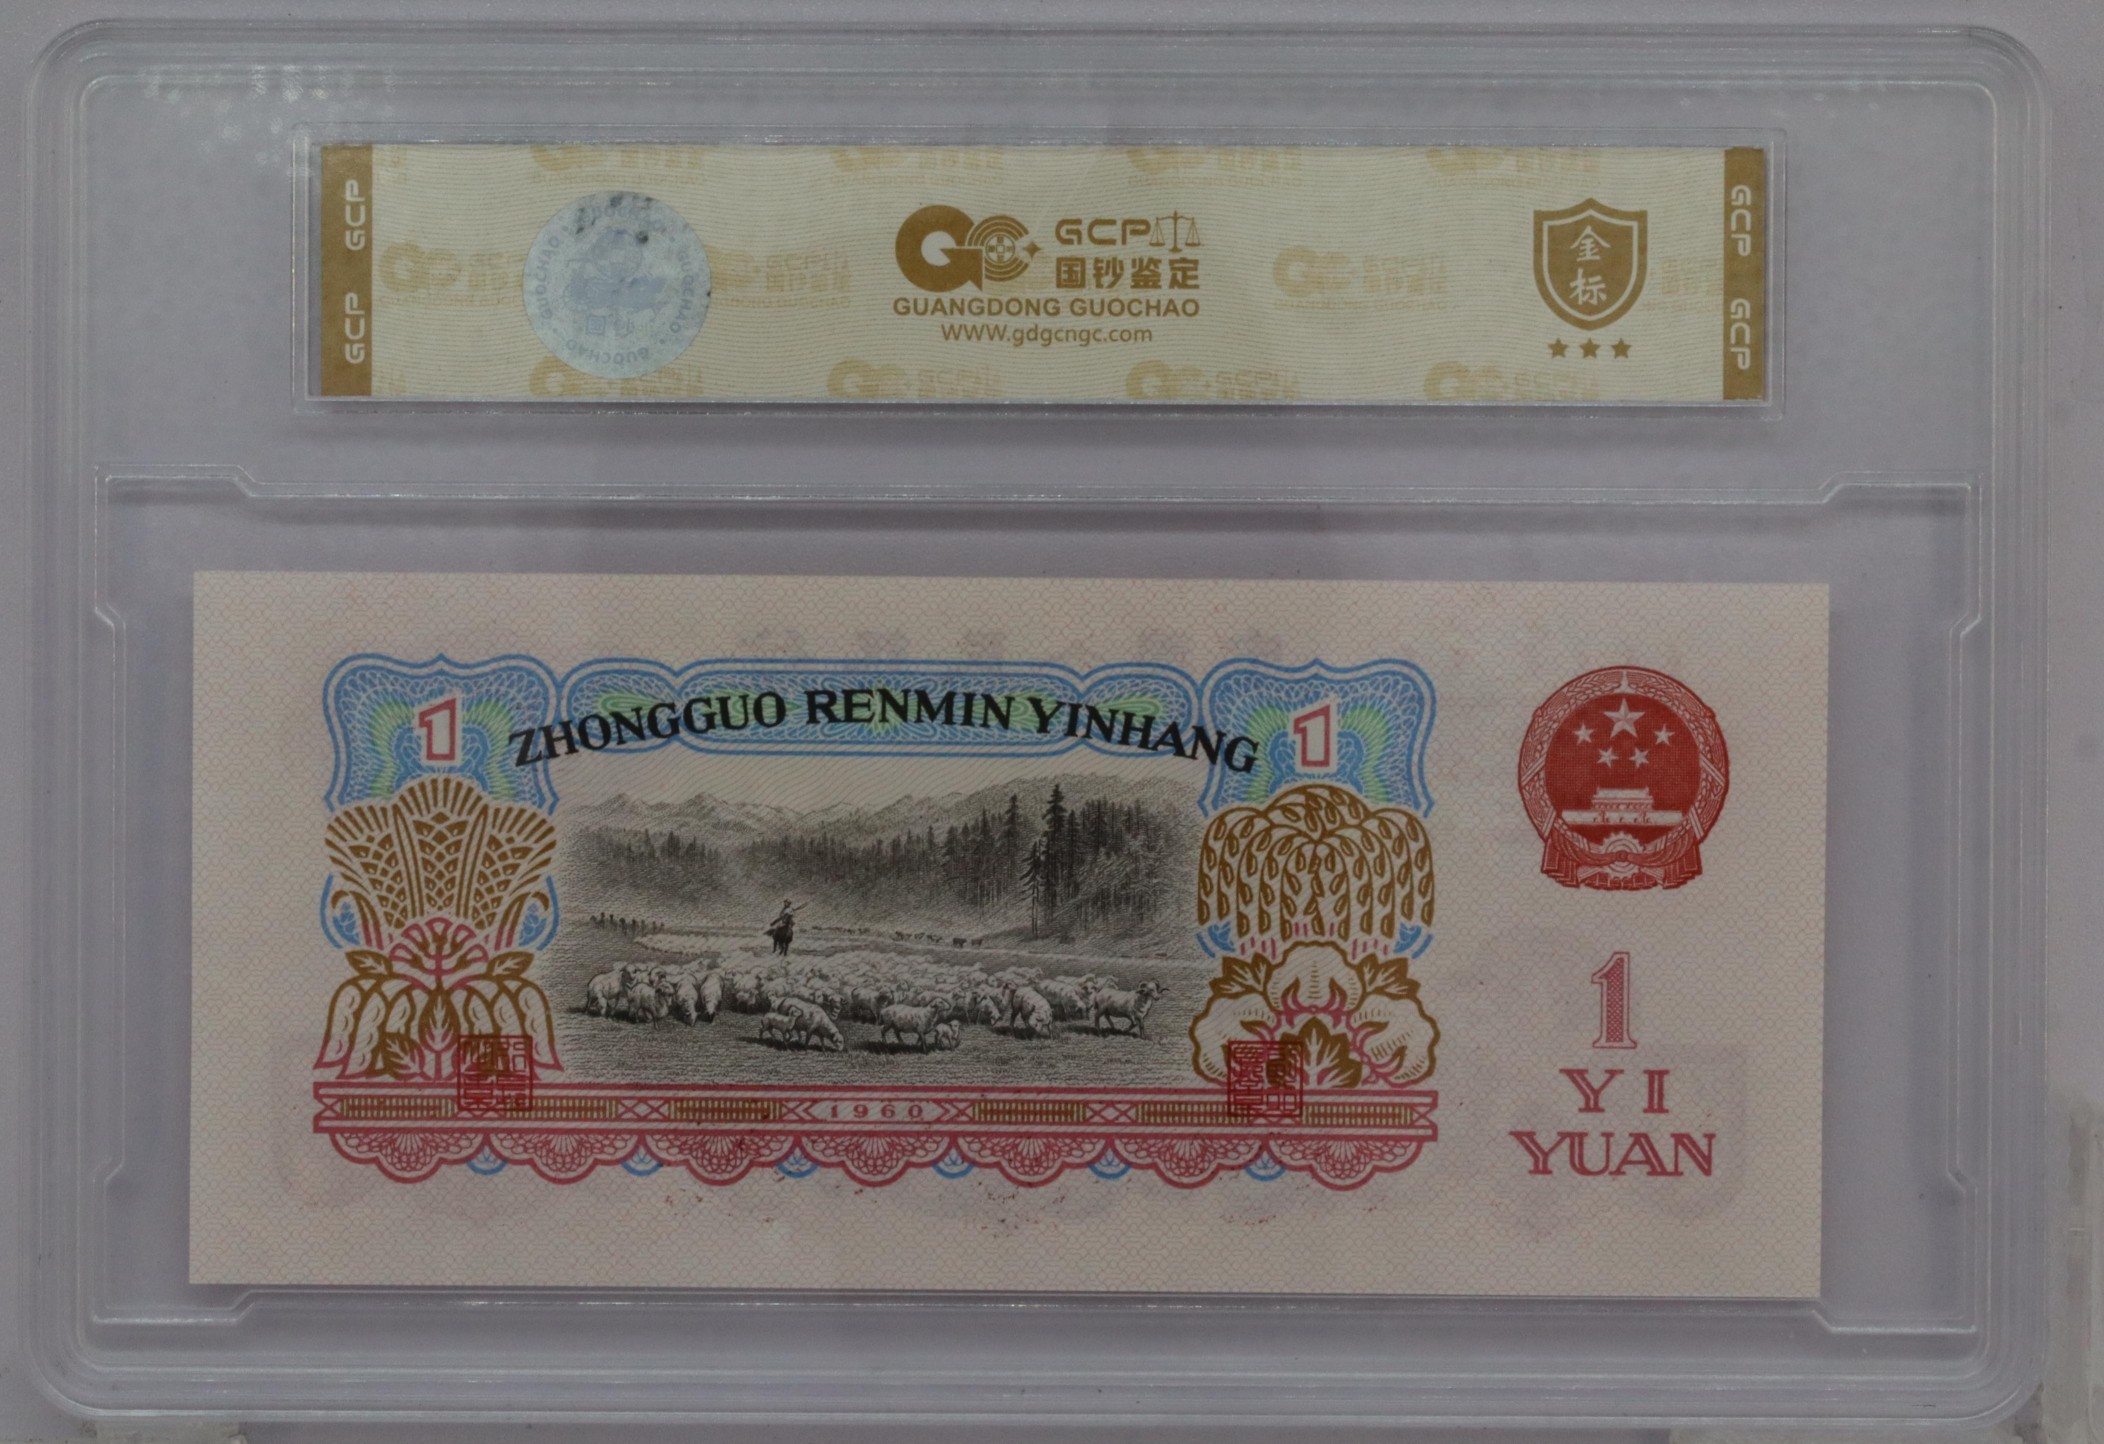 GCP
GCP
GCP
国钞鉴定
GUANGDONG GUOCHAO
WWW.gdgcngc.com
金
标
GCP
GCP
GUOCHAO
1
ZHONGGUO RENMIN YINHANG
1
1960
1
YI
YUAN